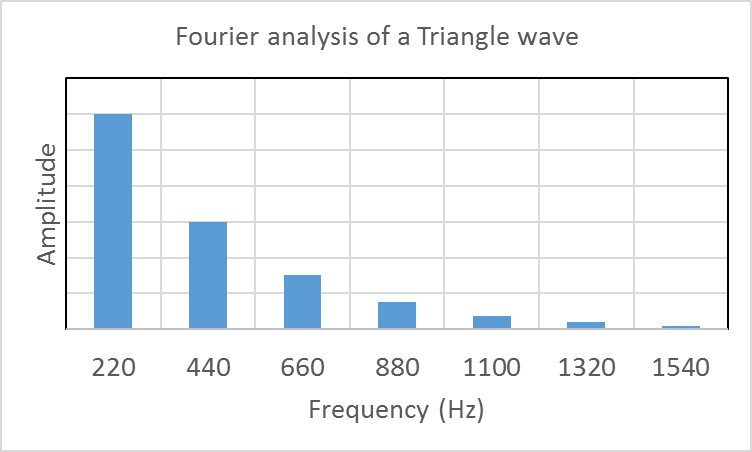 Fourier analysis of a Triangle wave
Amplitude
220 440 660 880 1100 1320 1540
Frequency (Hz)